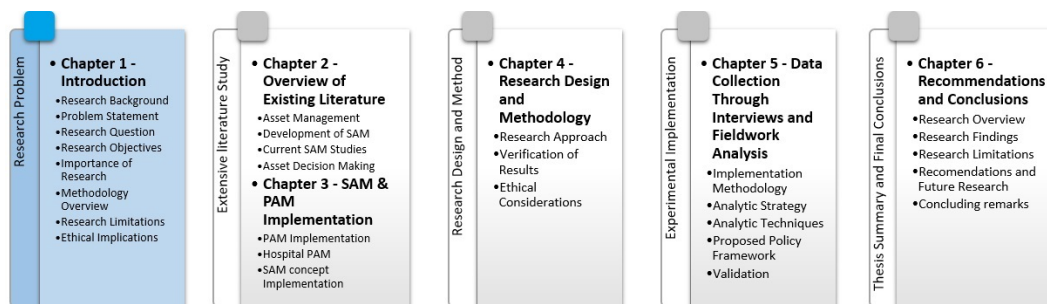 Research Problem
• Chapter 1 -
Introduction
•Research Background
•Problem Statement
•Research Question
•Research Objectives
•Importance of
Research
•Methodology
Overview
•Research Limitations
•Ethical Implications
Extensive literature Study
• Chapter 2 -
Overview of
Existing Literature
•Asset Management
•Development of SAM
•Current SAM Studies
•Asset Decision Making
• Chapter 3 - SAM &
PAM
Implementation
•PAM Implementation
•Hospital PAM
•SAM concept
Implementation
Research Design and Method
• Chapter 4 -
Research Design
and
Methodology
•Research Approach
•Verification of
Results
•Ethical
Considerations
Experimental Implementation
• Chapter 5 - Data
Collection
Through
Interviews and
Fieldwork
Analysis
•Implementation
Methodology
•Analytic Strategy
•Analytic Techniques
•Proposed Policy
Framework
•Validation
Thesis Summary and Final Conclusions
• Chapter 6 -
Recommendations
and Conclusions
•Research Overview
•Research Findings
•Research Limitations
•Recomendations and
Future Research
•Concluding remarks